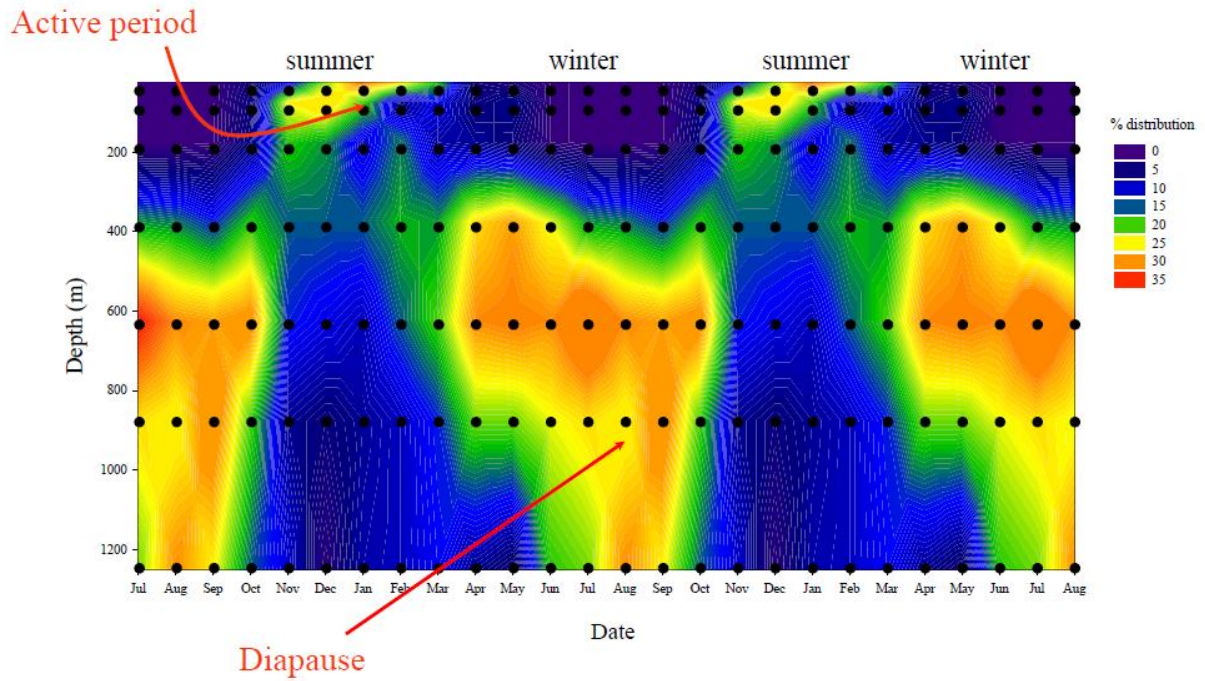 Active period
summer winter summer winter
% distribution
0
5
10
15
20
25
30
35
200
400
600
800
1000
1200
Depth (m)
Jul Aug Sep Oct Nov Dec Jan Feb Mar Apr May Jun Jul Aug Sep Oct Nov Dec Jan Feb Mar Apr May Jun Jul Aug
Date
Diapause